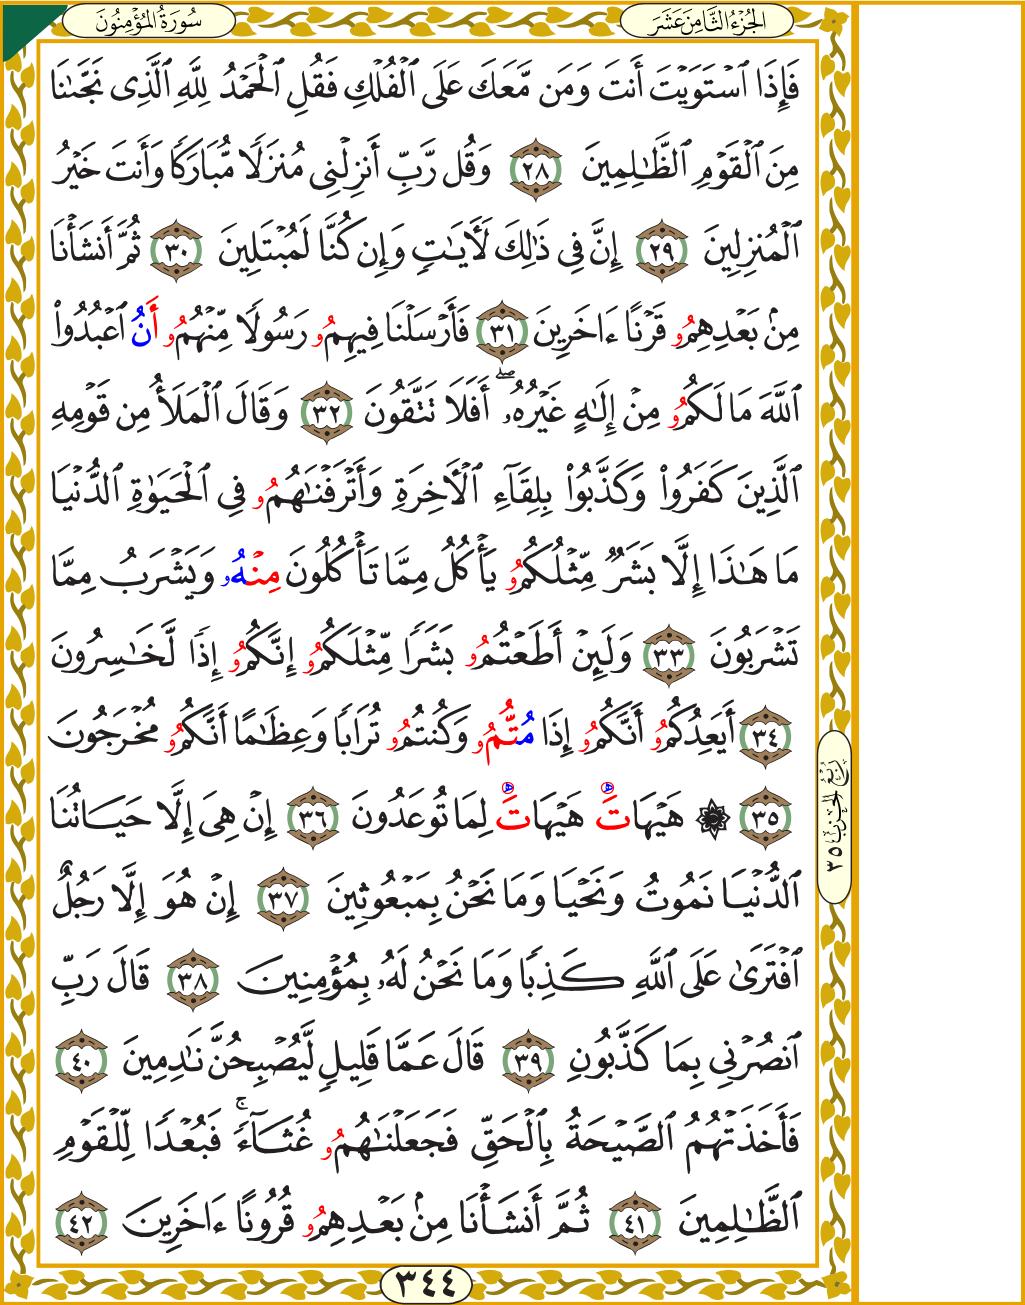 سُورَةُ الْمُؤْمِنُونَ
الجُزْءُ الثَّامِنَ عَشَرَ
فَإِذَا ٱسْتَوَيْتَ أَنتَ وَمَن مَّعَكَ عَلَى ٱلْفُلْكِ فَقُلِ ٱلْحَمْدُ لِلَّهِ ٱلَّذِى نَجَّىٰنَا
مِنَ ٱلْقَوْمِ ٱلظَّٰلِمِينَ ٢٨ وَقُل رَّبِّ أَنزِلْنِى مُنزَلًا مُّبَارَكًا وَأَنتَ خَيْرُ
ٱلْمُنزِلِينَ ٢٩ إِنَّ فِى ذَٰلِكَ لَأَيَٰتٍ وَإِن كُنَّا لَمُبْتَلِينَ ٣٠ ثُمَّ أَنشَأْنَا
مِنۢ بَعْدِهِمُۥ قَرْنًا ءَاخَرِينَ ٣١ فَأَرْسَلْنَا فِيهِمُۥ رَسُولًا مِّنْهُمُۥ أَنُ ٱعْبُدُوا۟
ٱللَّهَ مَا لَكُمُۥ مِنْ إِلَٰهٍ غَيْرُهُۥٓ ۖ أَفَلَا تَتَّقُونَ ٣٢ وَقَالَ ٱلْمَلَأُ مِن قَوْمِهِ
ٱلَّذِينَ كَفَرُوا۟ وَكَذَّبُوا۟ بِلِقَآءِ ٱلْأَخِرَةِ وَأَتْرَفْنَٰهُمُۥ فِى ٱلْحَيَوٰةِ ٱلدُّنْيَا
مَا هَٰذَا إِلَّا بَشَرٌ مِّثْلُكُمُۥ يَأْكُلُ مِمَّا تَأْكُلُونَ مِنْهُۥ وَيَشْرَبُ مِمَّا
تَشْرَبُونَ ٣٣ وَلَئِنْ أَطَعْتُمُۥ بَشَرًا مِّثْلَكُمُۥ إِنَّكُمُۥ إِذًا لَّخَٰسِرُونَ
٣٤ أَيَعِدُكُمُۥ أَنَّكُمُۥ إِذَا مُتُّمُۥ وَكُنتُمُۥ تُرَابًا وَعِظَٰمًا أَنَّكُمُۥ مُخْرَجُونَ
٣٥ ۞ هَيْهَاتَ هَيْهَاتَ لِمَا تُوعَدُونَ ٣٦ إِنْ هِىَ إِلَّا حَيَاتُنَا
ٱلدُّنْيَا نَمُوتُ وَنَحْيَا وَمَا نَحْنُ بِمَبْعُوثِينَ ٣٧ إِنْ هُوَ إِلَّا رَجُلٌ
ٱفْتَرَىٰ عَلَى ٱللَّهِ كَذِبًا وَمَا نَحْنُ لَهُۥ بِمُؤْمِنِينَ ٣٨ قَالَ رَبِّ
ٱنصُرْنِى بِمَا كَذَّبُونِ ٣٩ قَالَ عَمَّا قَلِيلٍ لَّيُصْبِحُنَّ نَٰدِمِينَ ٤٠
فَأَخَذَتْهُمُ ٱلصَّيْحَةُ بِٱلْحَقِّ فَجَعَلْنَٰهُمُۥ غُثَآءً ۚ فَبُعْدًا لِّلْقَوْمِ
ٱلظَّٰلِمِينَ ٤١ ثُمَّ أَنشَأْنَا مِنۢ بَعْدِهِمُۥ قُرُونًا ءَاخَرِينَ ٤٢
رُبْعُ الحِزْبِ ٣٥
٣٤٤